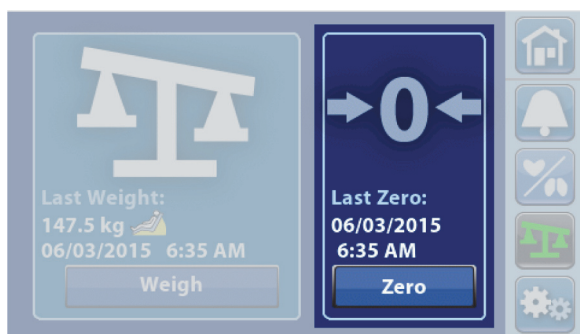 Last Weight:
147.5 kg
06/03/2015 6:35 AM
Weigh
0
Last Zero:
06/03/2015
6:35 AM
Zero
%